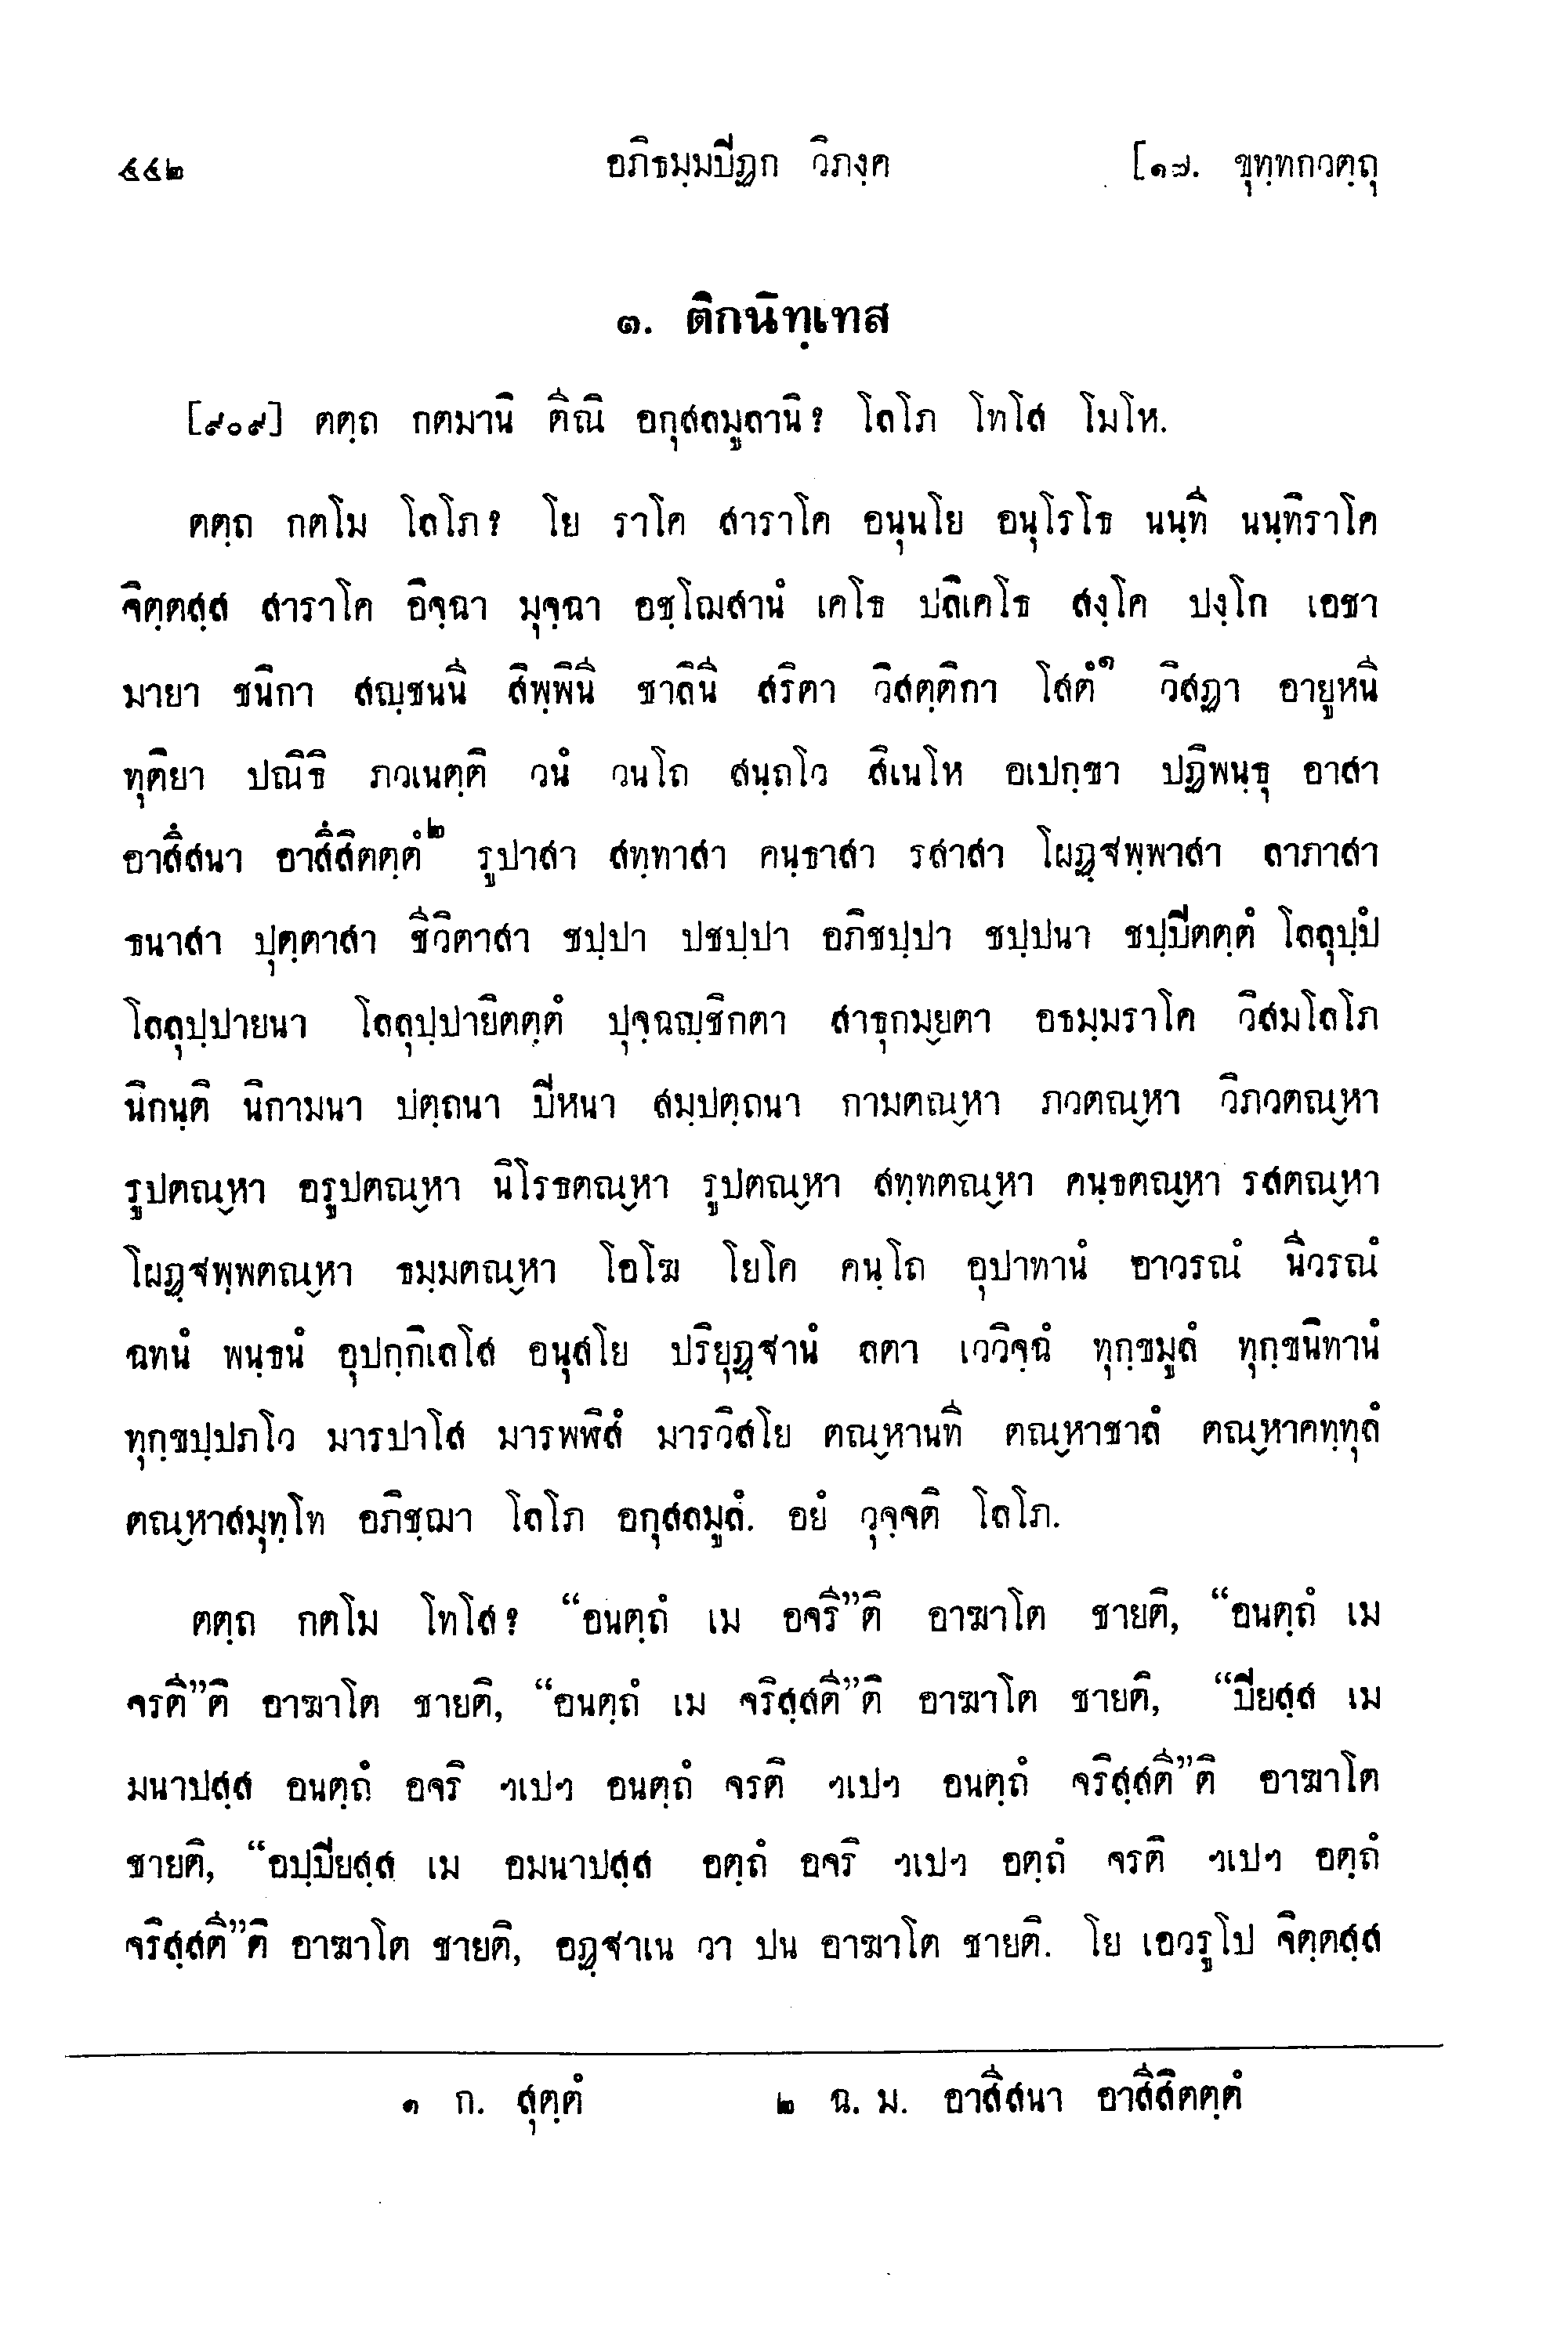 ๕๕๒ อภิธมฺมปิฏก วิภงฺค [๑๗. ขุทฺทกวตฺถุ
๓. ติกนิทฺเทส
[๙๐๙] ตตฺถ กตมานิ ตีณิ อกุสลมูลานิ? โลโภ โทโส โมโห.
ตตฺถ กตโม โลโภ? โย ราโค สาราโค อนุนโย อนุโรโธ นนฺที นนฺทิราโค
จิตฺตสฺส สาราโค อิจฺฉา มุจฺฉา อชฺโฌสานํ เคโธ ปลิเคโธ สงฺโค ปงฺโก เอชา
มายา ชนิกา สญฺชนนี สิพฺพินี ชาลินี สริตา วิสตฺติกา โสตํ๑ วิสฏา อายูหนี
ทุติยา ปณิธิ ภวเนตฺติ วนํ วนโถ สนฺถโว สิเนโห อเปกฺขา ปฏิพนฺธุ อาสา
อาสึสนา อาสึสิตตฺตํ๒ รูปาสา สทฺทาสา คนฺธาสา รสาสา โผฏฺฐพฺพาสา ลาภาสา
ธนาสา ปุตฺตาสา ชีวิตาสา ชปฺปา ปชปฺปา อภิชปฺปา ชปฺปนา ชปฺปิตตฺตํ โลลุปฺปํ
โลลุปฺปายนา โลลุปฺปายิตตฺตํ ปุจฺฉญฺชิกตา สาธุกมฺยตา อธมฺมราโค วิสมโลโภ
นิกนฺติ นิกามนา ปตฺถนา ปิหนา สมฺปตฺถนา กามตณฺหา ภวตณฺหา วิภวตณฺหา
รูปตณฺหา อรูปตณฺหา นิโรธตณฺหา รูปตณฺหา สทฺทตณฺหา คนฺธตณฺหา รสตณฺหา
โผฏฺฐพฺพตณฺหา ธมฺมตณฺหา โอโฆ โยโค คนฺโถ อุปาทานํ อาวรณํ นีวรณํ
ฉทนํ พนฺธนํ อุปกฺกิเลโส อนุสโย ปริยุฏฺฐานํ ลตา เววิจฺฉํ ทุกฺขมูลํ ทุกฺขนิทานํ
ทุกฺขปฺปภโว มารปาโส มารพฬิสํ มารวิสโย ตณฺหานที ตณฺหาชาลํ ตณฺหาคทฺทุลํ
ตณฺหาสมุทฺโท อภิชฺฌา โลโภ อกุสลมูลํ. อยํ วุจฺจติ โลโภ.
ตตฺถ กตโม โทโส? “อนตฺถํ เม อจรี”ติ อาฆาโต ชายติ, “อนตฺถํ เม
จรตี”ติ อาฆาโต ชายติ, “อนตฺถํ เม จริสฺสตี”ติ อาฆาโต ชายติ, “ปิยสฺส เม
มนาปสฺส อนตฺถํ อจริ ฯเปฯ อนตฺถํ จรติ ฯเปฯ อนตฺถํ จริสฺสตี”ติ อาฆาโต
ชายติ, “อปฺปิยสฺส เม อมนาปสฺส อตฺถํ อจริ ฯเปฯ อตฺถํ จรติ ฯเปฯ อตฺถํ
จริสฺสตี”ติ อาฆาโต ชายติ, อฏฺฐาเน วา ปน อาฆาโต ชายติ. โย เอวรูโป จิตฺตสฺส
๑ ก. สุตฺตํ ๒ ฉ. ม. อาสีสนา อาสีสิตตฺตํ